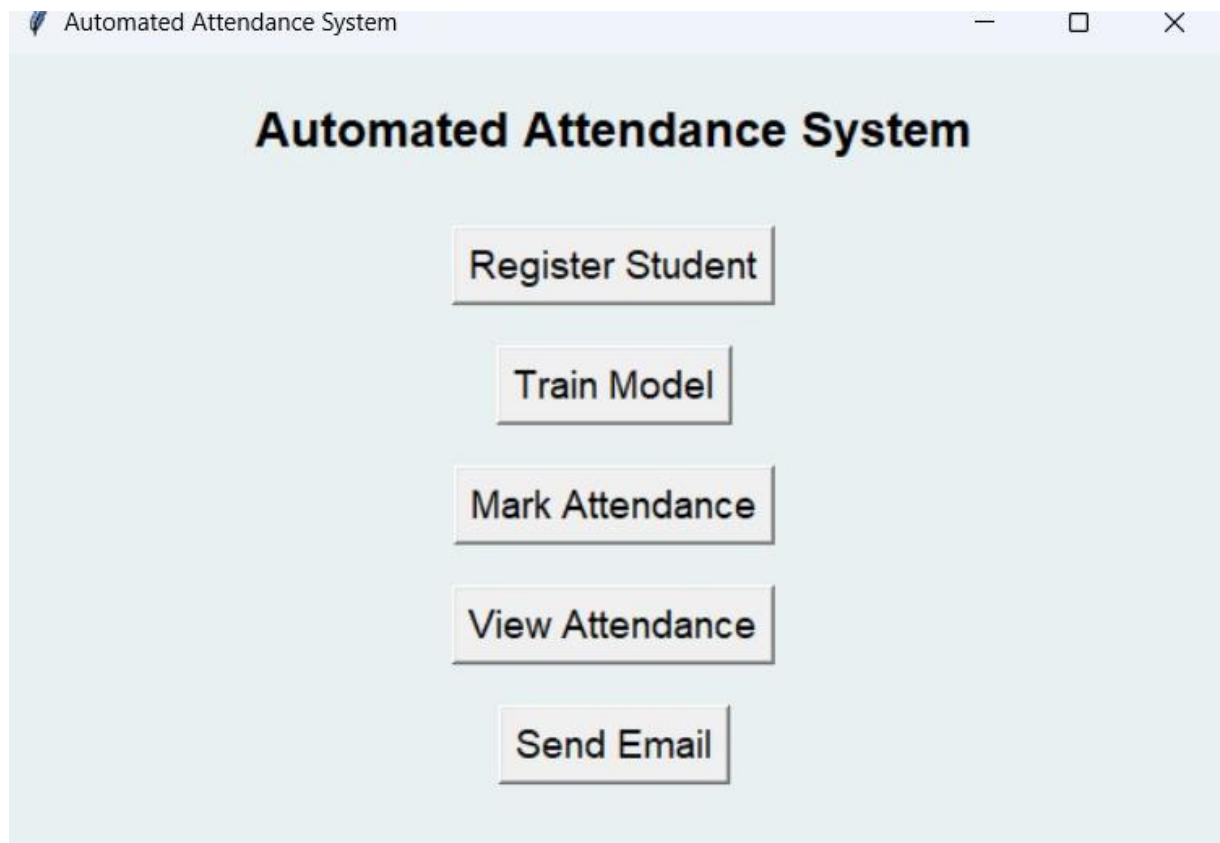 Automated Attendance System
Automated Attendance System
Register Student
Train Model
Mark Attendance
View Attendance
Send Email